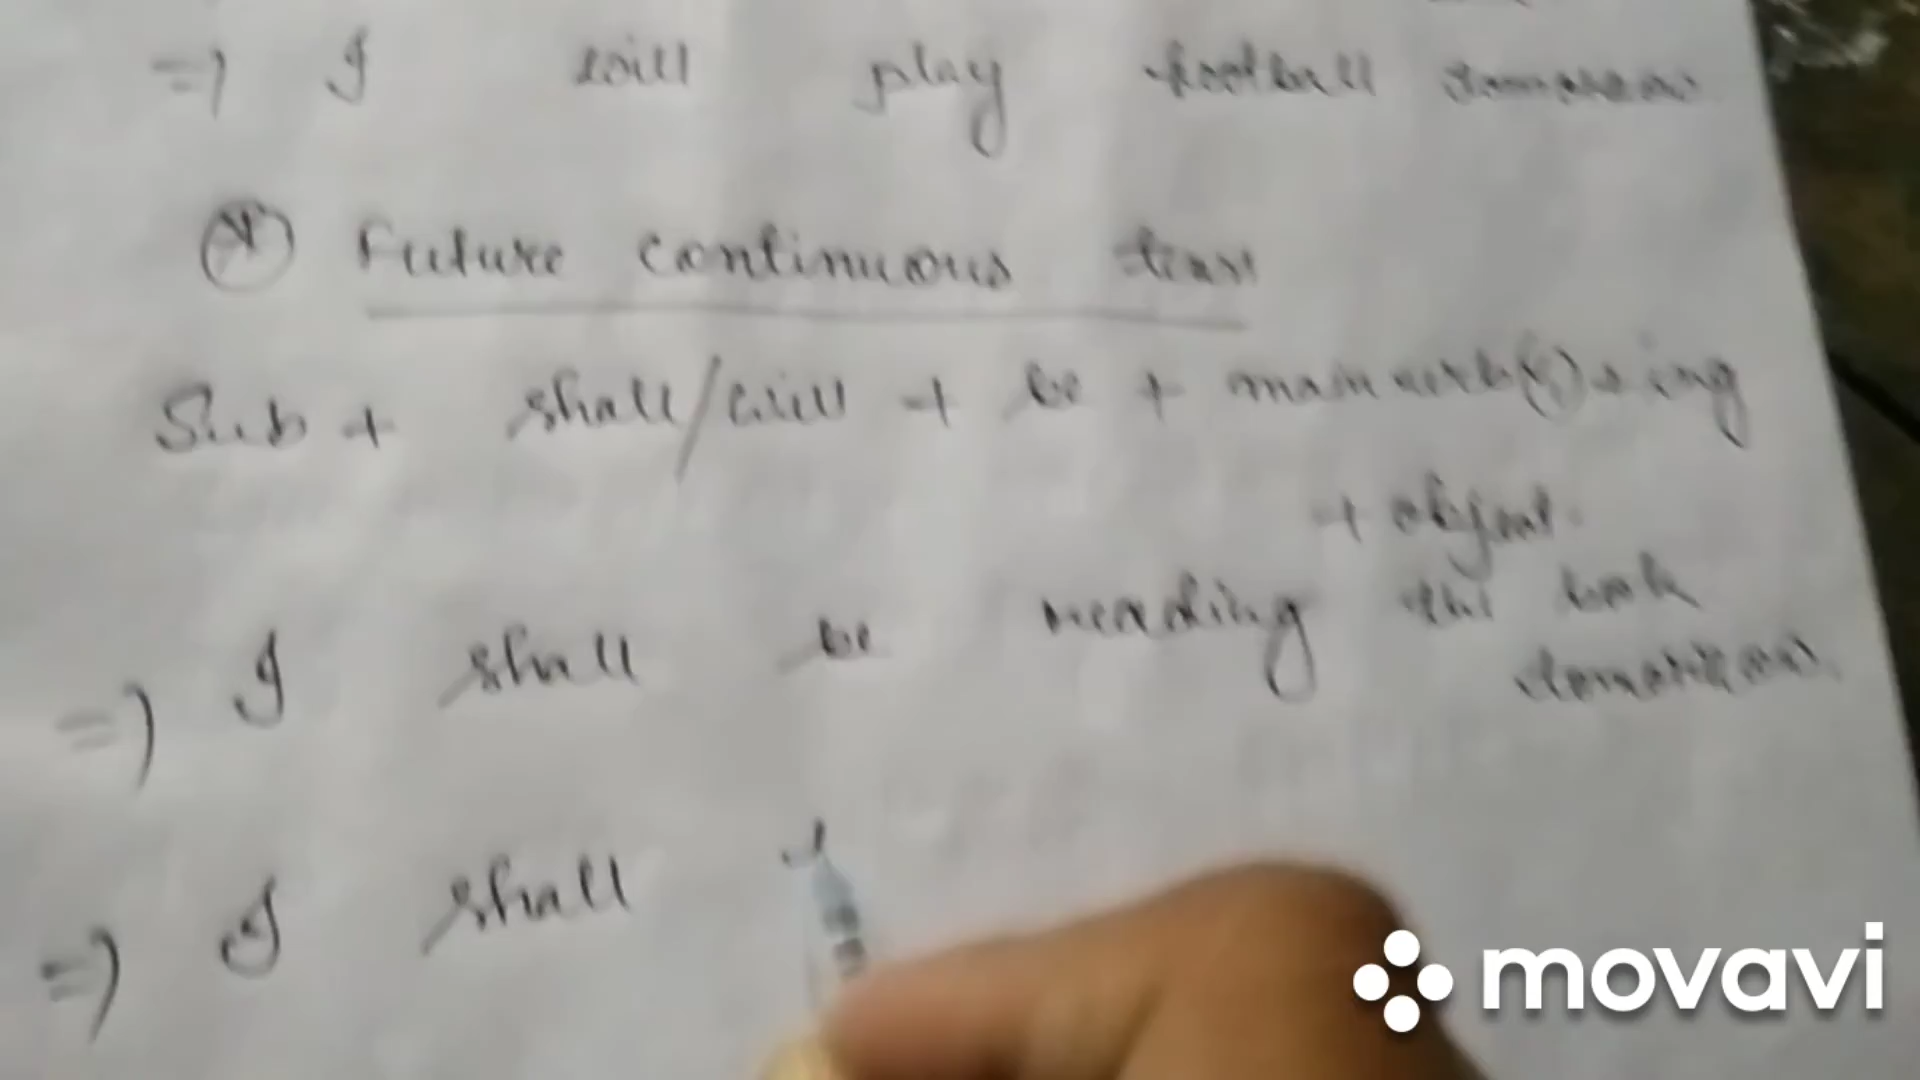 =) I will play football tomorrow
Future continuous tense
Sub + shall/will + be + main verb(1) + ing
+ object.
=) I shall be reading the book
tomorrow.
=) I shall
movavi